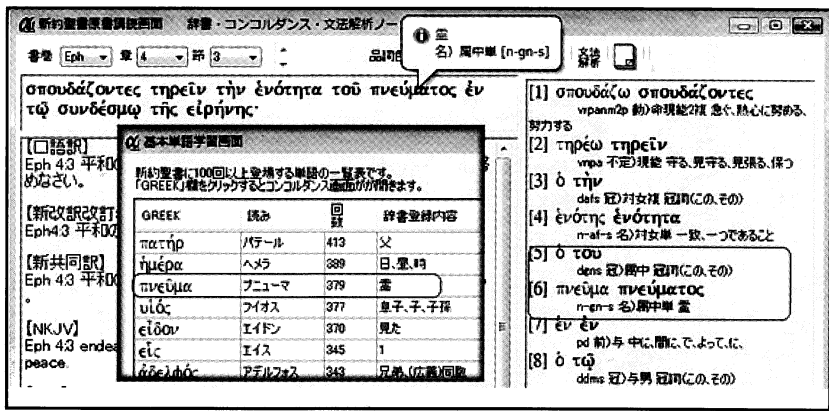 新約聖書原書講読画面 辞書・コンコルダンス・文法解析ノー
書巻 Eph 章 4 節 3
霊
名) 属中単 [n-gn-s]
文法
解析
σπουδάζοντες τηρεῖν τὴν ἑνότητα τοῦ πνεύματος ἐν
τῷ συνδέσμῳ τῆς εἰρήνης·
【口語訳】
Eph 4:3 平和の
めなさい。
【新改訳改訂
Eph4:3 平和の
【新共同訳】
Eph 4:3 平和の
。
【NKJV】
Eph 4:3 endea
peace.
基本単語学習画面
新約聖書に100回以上登場する単語の一覧表です。
「GREEK」欄をクリックするとコンコルダンス画面がが開きます。
GREEK 読み 回数 辞書登録内容
πατήρ パテール 413 父
ἡμέρα ヘメラ 389 日、昼、時
πνεῦμα プニューマ 379 霊
υἱός フイオス 377 息子、子、子孫
εἶδον エイドン 370 見た
εἷς エイス 345 1
ἀδελφός アデルフォス 343 兄弟、(広義)同胞
[1] σπουδάζω σπουδάζοντες
vrpanm2p 動)命現能2複 急ぐ、熱心に努める、
努力する
[2] τηρέω τηρεῖν
vnpa 不定)現能 守る、見守る、見張る、保つ
[3] ὁ τὴν
dafs 冠)対女複 冠詞(この、その)
[4] ἑνότης ἑνότητα
n-af-s 名)対女単 一致、一つであること
[5] ὁ τοῦ
dgns 冠)属中 冠詞(この、その)
[6] πνεῦμα πνεύματος
n-gn-s 名)属中単 霊
[7] ἐν ἐν
pd 前)与 中に、間に、で、よって、に、
[8] ὁ τῷ
ddms 冠)与男 冠詞(この、その)